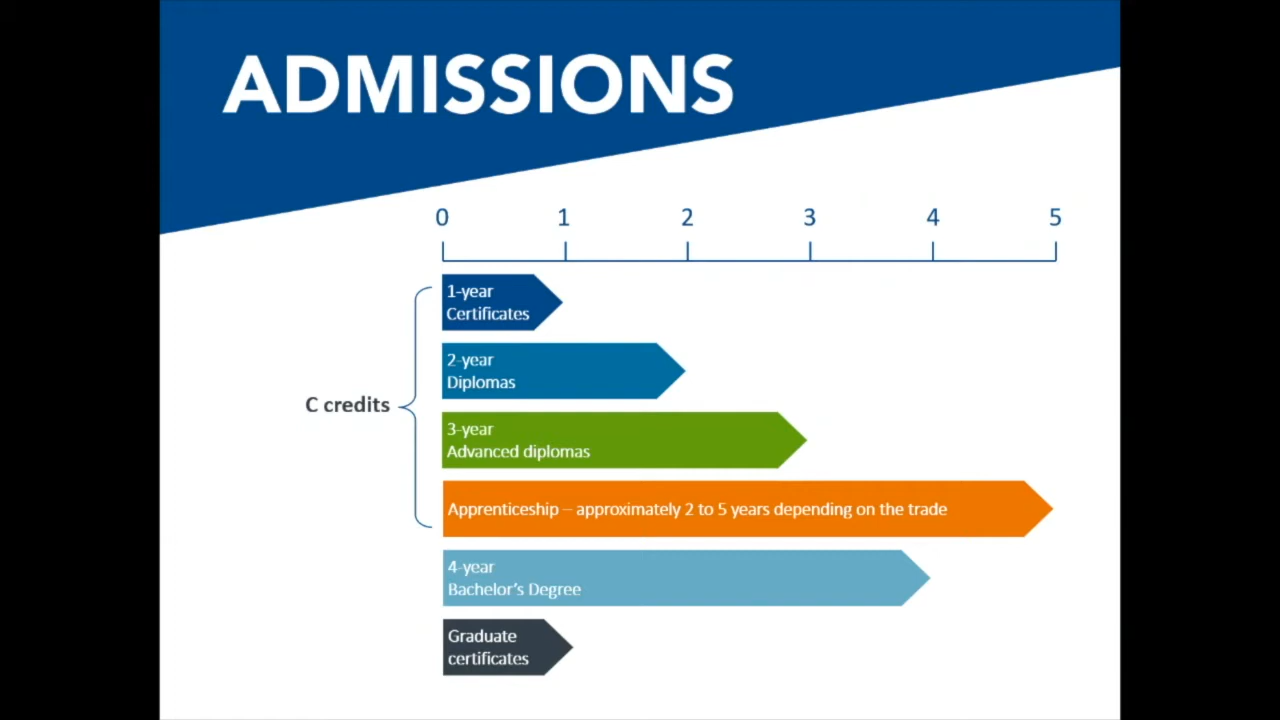 ADMISSIONS
0 1 2 3 4 5
1-year
Certificates
2-year
Diplomas
C credits
3-year
Advanced diplomas
Apprenticeship – approximately 2 to 5 years depending on the trade
4-year
Bachelor's Degree
Graduate
certificates